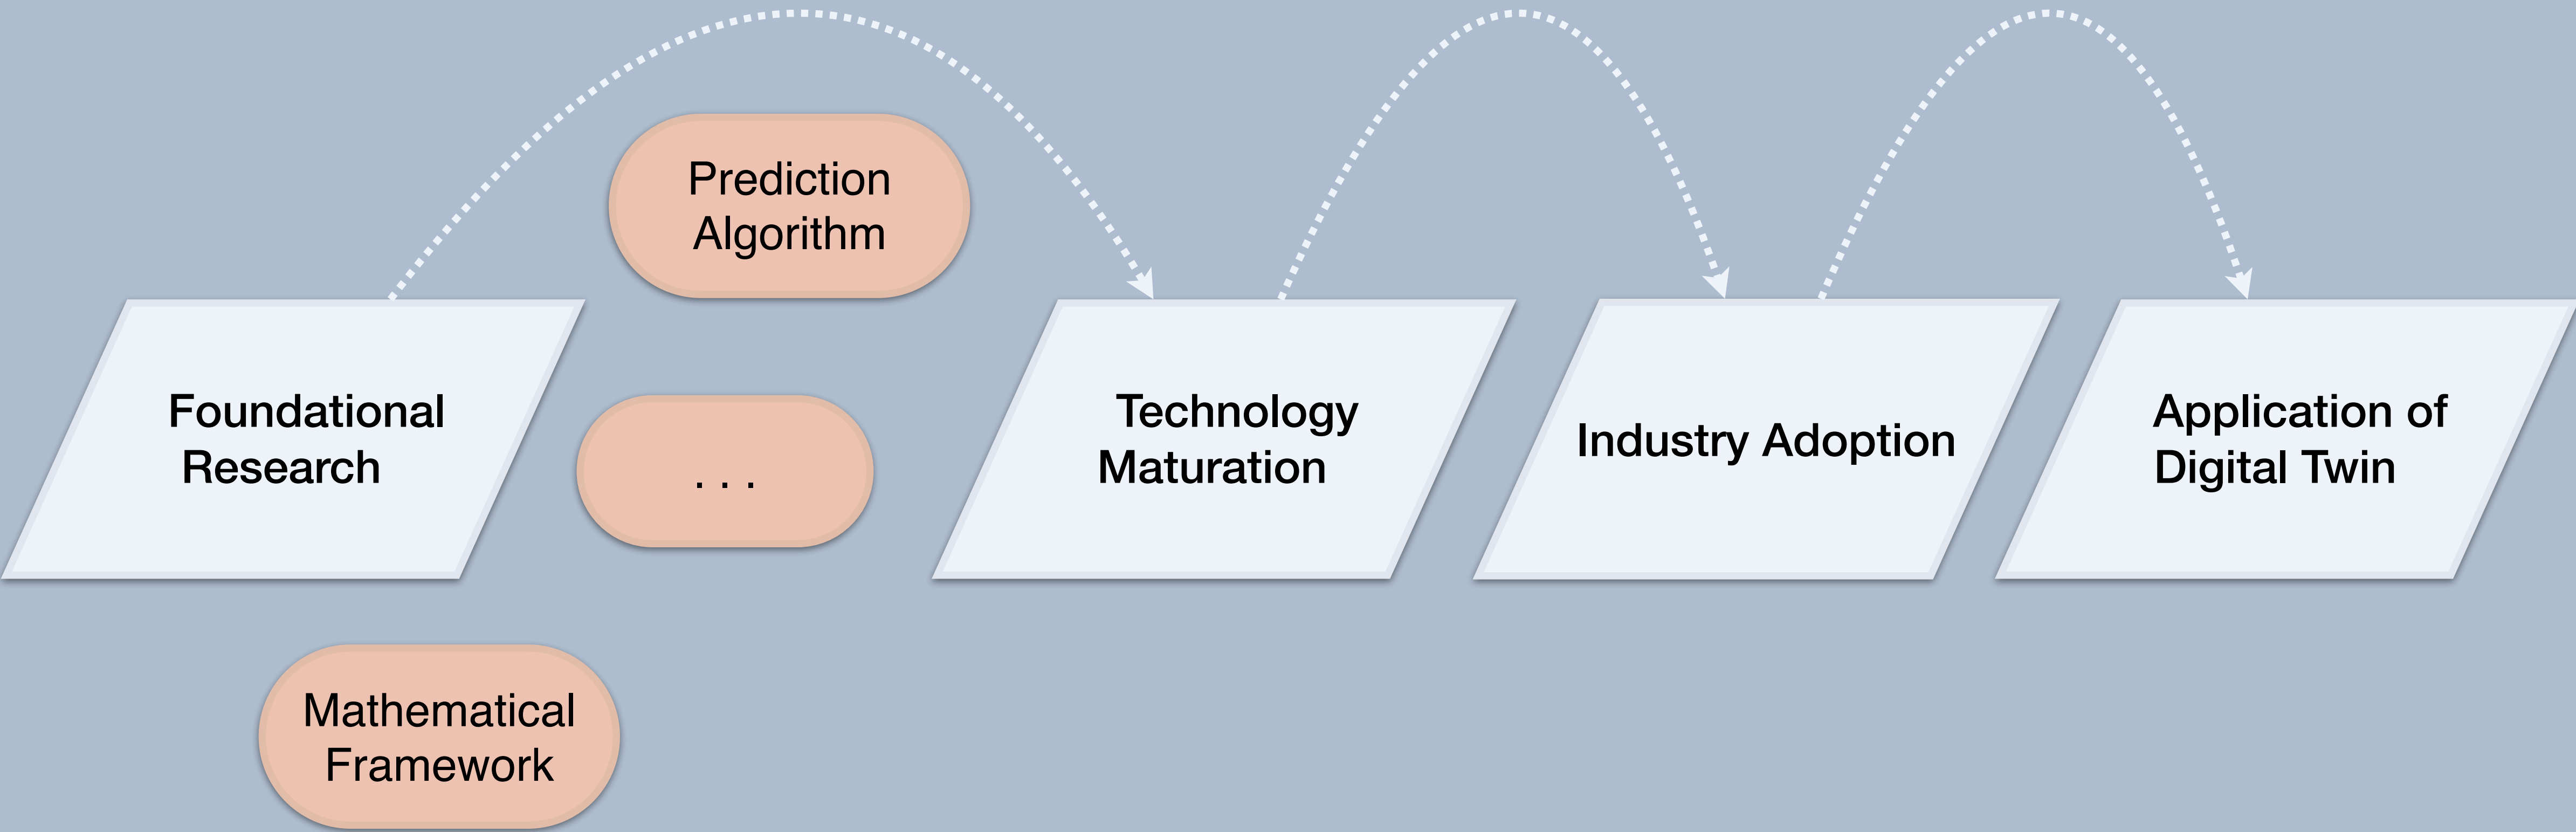 Prediction
Algorithm
Foundational
Research
. . .
Technology
Maturation
Industry Adoption
Application of
Digital Twin
Mathematical
Framework